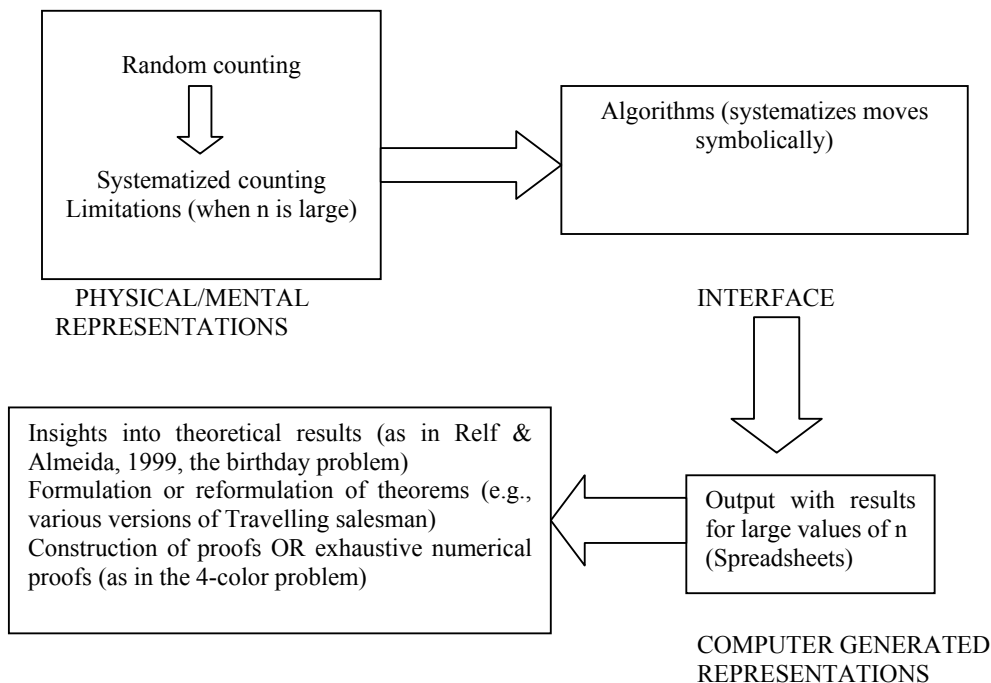 Random counting
Systematized counting
Limitations (when n is large)
PHYSICAL/MENTAL
REPRESENTATIONS
Algorithms (systematizes moves
symbolically)
INTERFACE
Output with results
for large values of n
(Spreadsheets)
COMPUTER GENERATED
REPRESENTATIONS
Insights into theoretical results (as in Relf &
Almeida, 1999, the birthday problem)
Formulation or reformulation of theorems (e.g.,
various versions of Travelling salesman)
Construction of proofs OR exhaustive numerical
proofs (as in the 4-color problem)